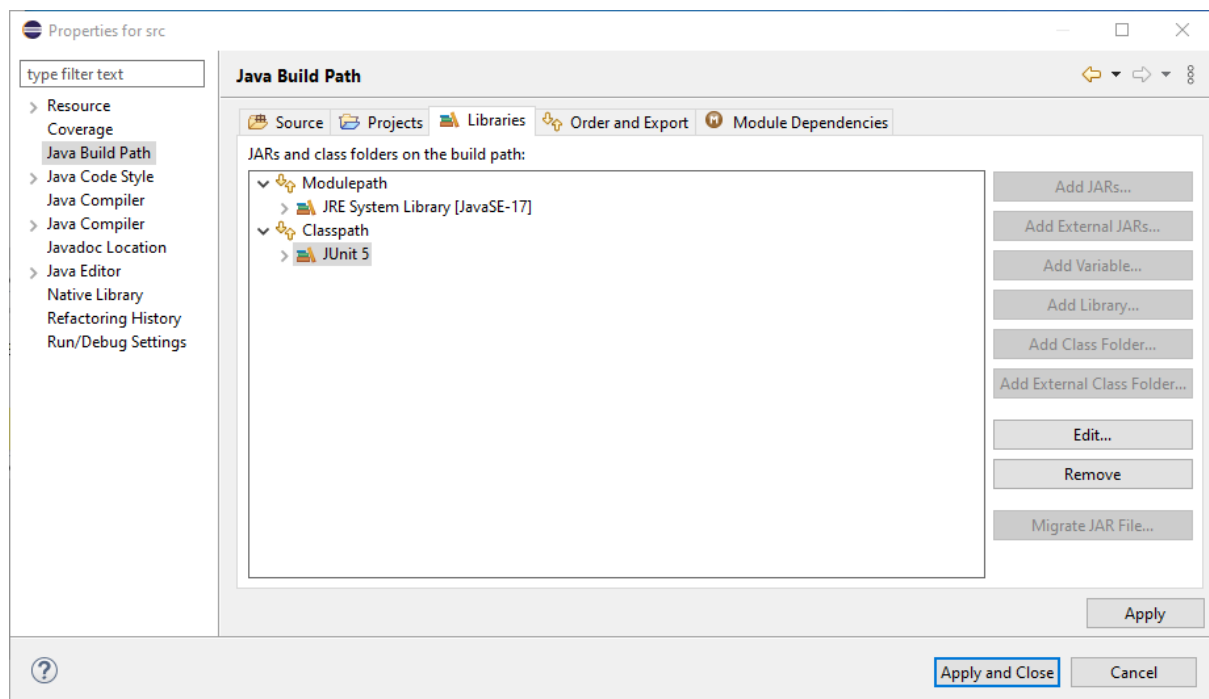 Properties for src
type filter text
Resource
Coverage
Java Build Path
Java Code Style
Java Compiler
Java Compiler
Javadoc Location
Java Editor
Native Library
Refactoring History
Run/Debug Settings
Java Build Path
Source Projects Libraries Order and Export M Module Dependencies
JARs and class folders on the build path:
Modulepath
JRE System Library [JavaSE-17]
Classpath
JUnit 5
Add JARs...
Add External JARs...
Add Variable...
Add Library...
Add Class Folder...
Add External Class Folder...
Edit...
Remove
Migrate JAR File...
Apply
?
Apply and Close Cancel